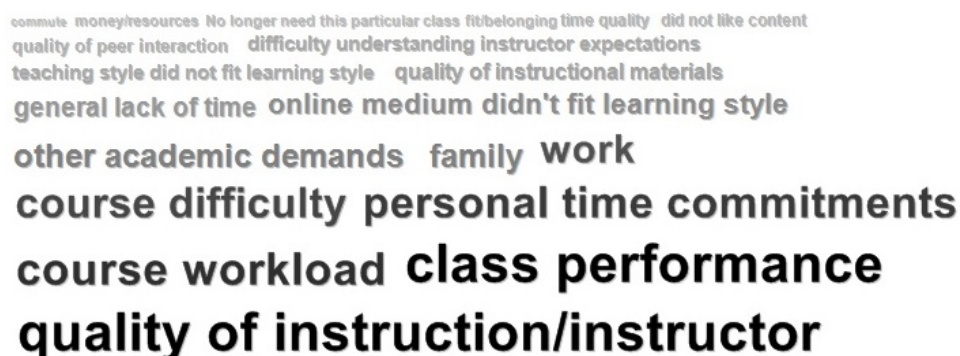 commute money/resources No longer need this particular class fit/belonging time quality did not like content
quality of peer interaction difficulty understanding instructor expectations
teaching style did not fit learning style quality of instructional materials
general lack of time online medium didn't fit learning style
other academic demands family work
course difficulty personal time commitments
course workload class performance
quality of instruction/instructor